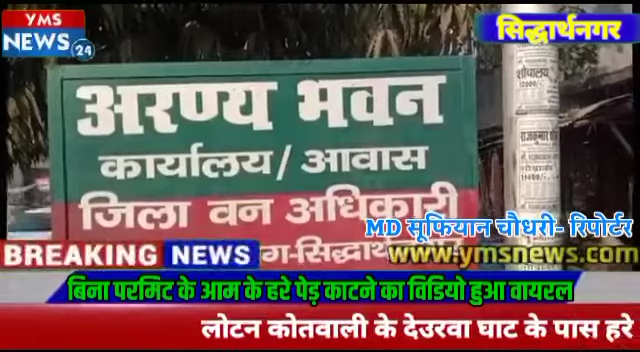 YMS
NEWS 24
सिद्धार्थनगर
अरण्य भवन
कार्यालय/ आवास
जिला वन अधिकारी
ग-सिद्धार्थ
MD सूफियान चौधरी- रिपोर्टर
www.ymsnews.com
BREAKING NEWS
बिना परमिट के आम के हरे पेड़ काटने का विडियो हुआ वायरल
लोटन कोतवाली के देउरवा घाट के पास हरे